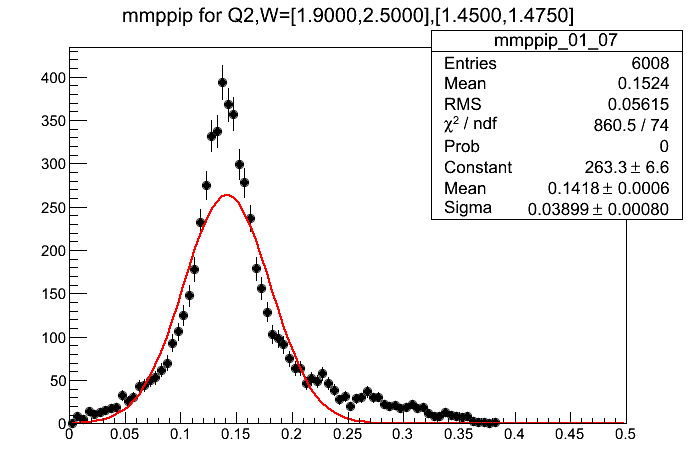 mmppip for Q2,W=[1.9000,2.5000],[1.4500,1.4750]
mmppip_01_07
Entries 6008
Mean 0.1524
RMS 0.05615
χ² / ndf 860.5 / 74
Prob 0
Constant 263.3 ± 6.6
Mean 0.1418 ± 0.0006
Sigma 0.03899 ± 0.00080
400
350
300
250
200
150
100
50
0
0 0.05 0.1 0.15 0.2 0.25 0.3 0.35 0.4 0.45 0.5